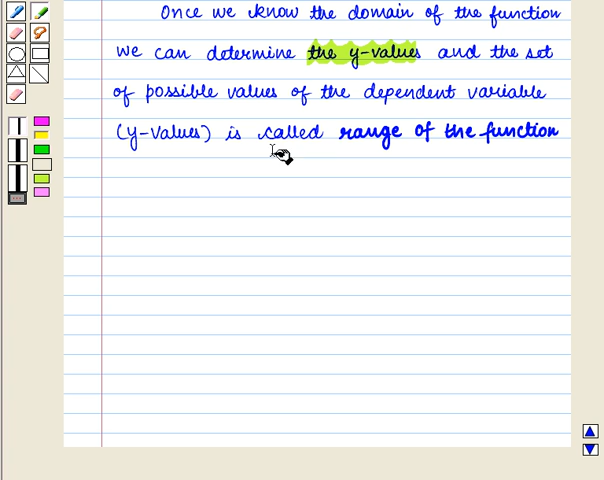 Once we know the domain of the function
we can determine the y-values and the set
of possible values of the dependent variable
(y-values) is called range of the function